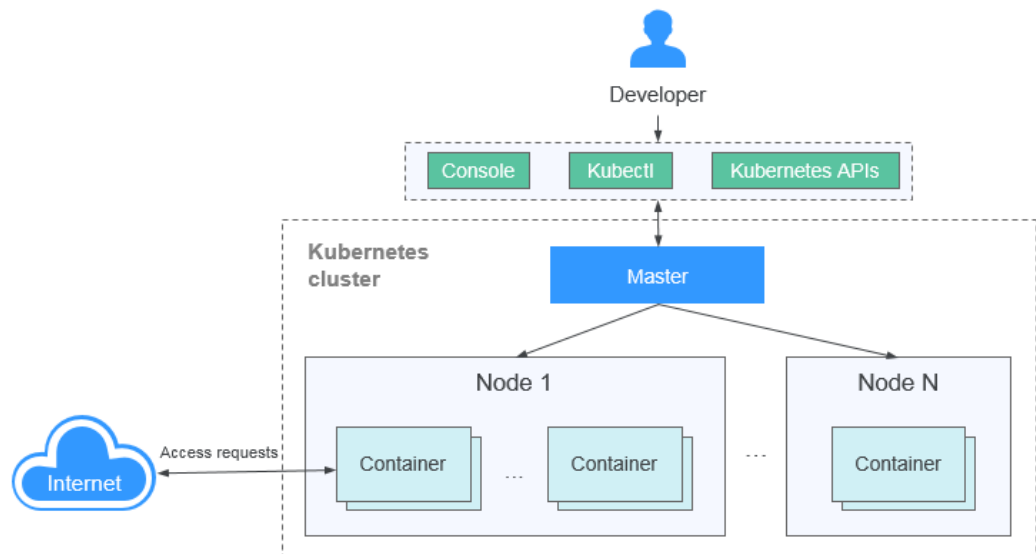 Developer
Console
Kubectl
Kubernetes APIs
Kubernetes
cluster
Master
Node 1
Node N
Access requests
Internet
Container
...
Container
...
Container